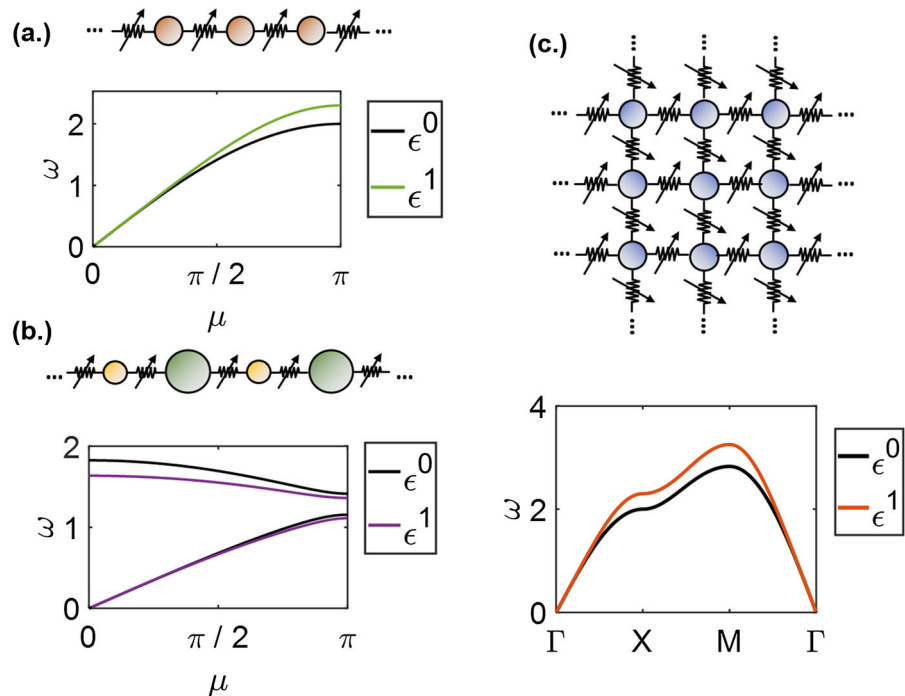 (a.)
... ...
2
1
0
ω
0 π / 2 π
μ
ϵ⁰
ϵ¹
(b.)
... ...
2
1
0
ω
0 π / 2 π
μ
ϵ⁰
ϵ¹
(c.)
4
2
0
ω
Γ X M Γ
ϵ⁰
ϵ¹